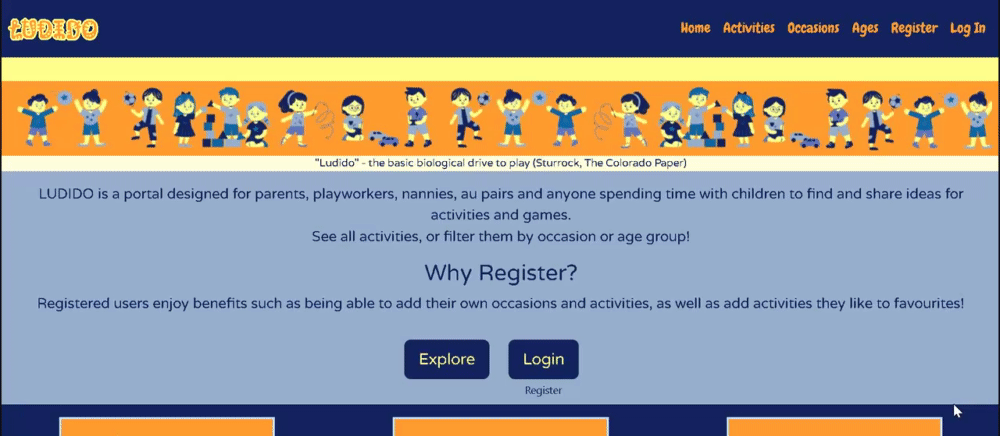 LUDIDO
Home Activities Occasions Ages Register Log In
"Ludido" - the basic biological drive to play (Sturrock, The Colorado Paper)
LUDIDO is a portal designed for parents, playworkers, nannies, au pairs and anyone spending time with children to find and share ideas for
activities and games.
See all activities, or filter them by occasion or age group!
Why Register?
Registered users enjoy benefits such as being able to add their own occasions and activities, as well as add activities they like to favourites!
Explore Login
Register